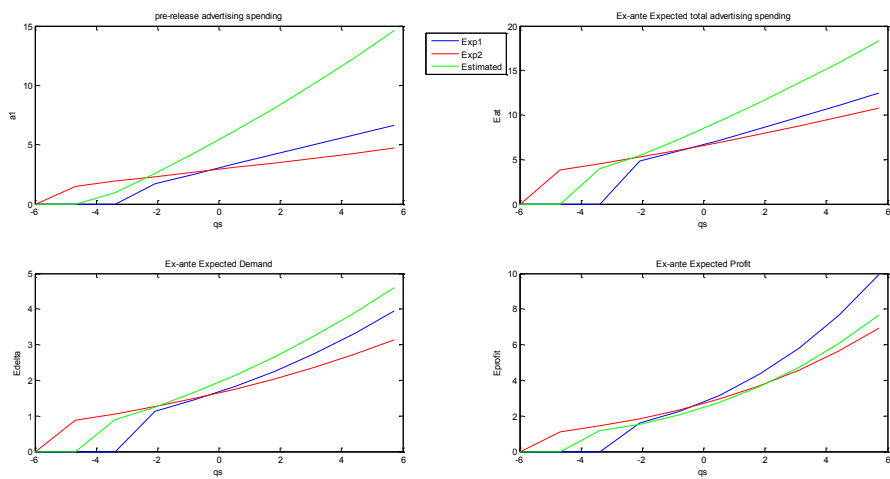 pre-release advertising spending
15
10
5
0
a1
-6 -4 -2 0 2 4 6
qs
Exp1
Exp2
Estimated
Ex-ante Expected total advertising spending
20
15
10
5
0
Eat
-6 -4 -2 0 2 4 6
qs
Ex-ante Expected Demand
5
4
3
2
1
0
Edelta
-6 -4 -2 0 2 4 6
qs
Ex-ante Expected Profit
10
8
6
4
2
0
Eprofit
-6 -4 -2 0 2 4 6
qs